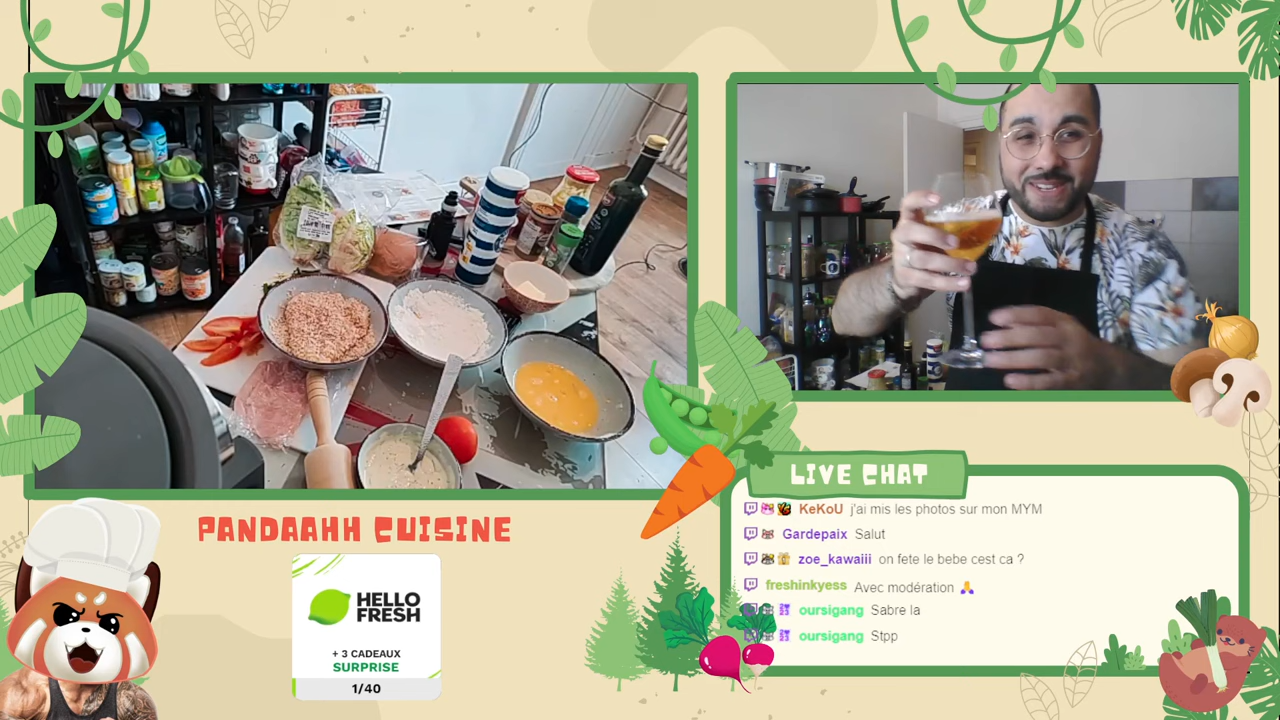 PANDAAHH CUISINE
HELLO
FRESH
+ 3 CADEAUX
SURPRISE
1/40
LIVE CHAT
KeKoU j'ai mis les photos sur mon MYM
Gardepaix Salut
zoe_kawaiii on fete le bebe cest ca ?
freshinkyess Avec modération 🙏
oursigang Sabre la
oursigang Stpp